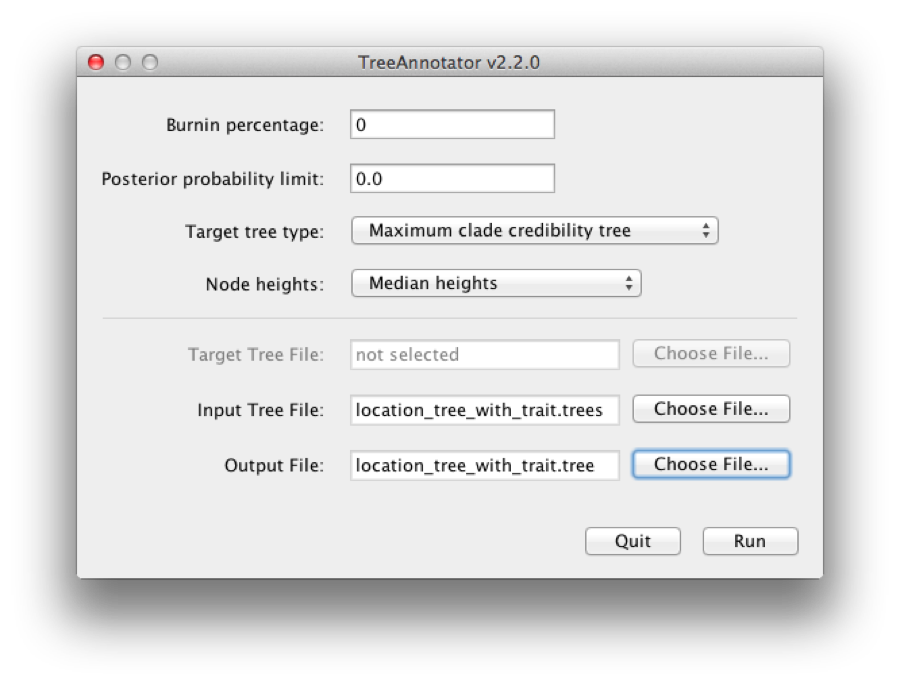 TreeAnnotator v2.2.0
Burnin percentage: 0
Posterior probability limit: 0.0
Target tree type: Maximum clade credibility tree
Node heights: Median heights
Target Tree File: not selected Choose File...
Input Tree File: location_tree_with_trait.trees Choose File...
Output File: location_tree_with_trait.tree Choose File...
Quit Run